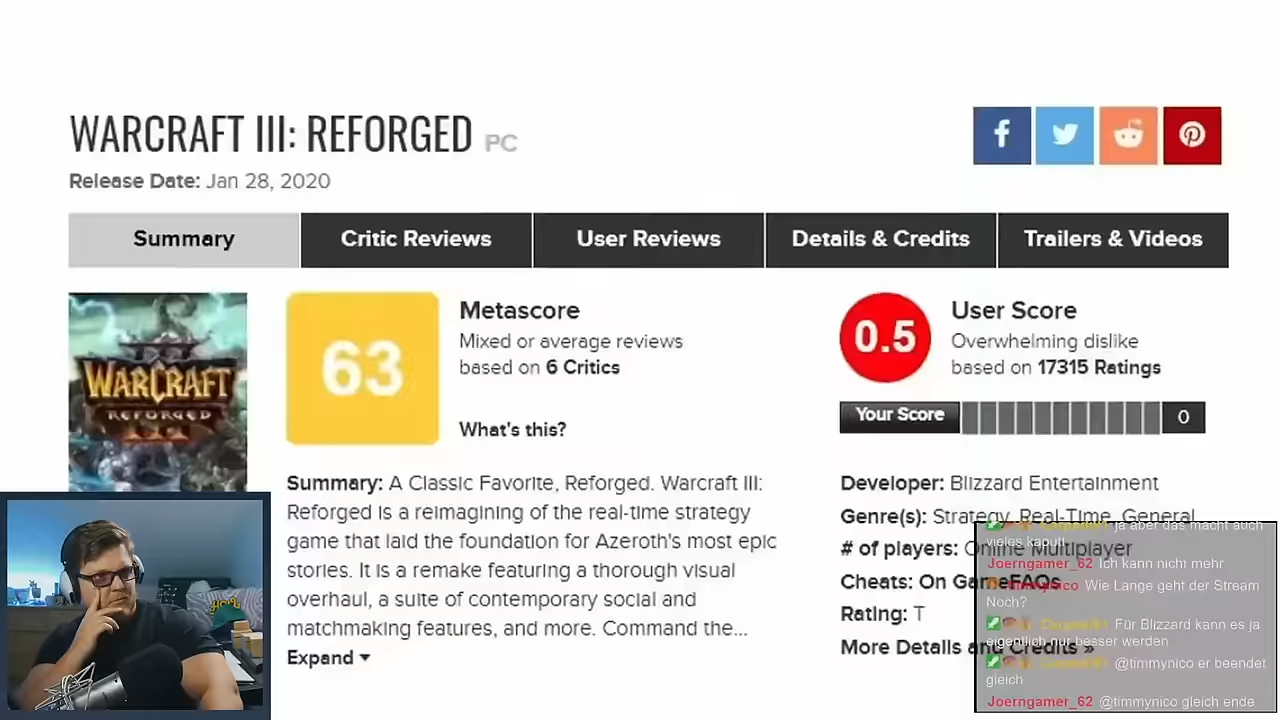 WARCRAFT III: REFORGED PC
Release Date: Jan 28, 2020
Summary
Critic Reviews
User Reviews
Details & Credits
Trailers & Videos
WARCRAFT
REFORGED
III
63
Metascore
Mixed or average reviews
based on 6 Critics
What's this?
0.5
User Score
Overwhelming dislike
based on 17315 Ratings
Your Score
0
Summary: A Classic Favorite, Reforged. Warcraft III:
Reforged is a reimagining of the real-time strategy
game that laid the foundation for Azeroth's most epic
stories. It is a remake featuring a thorough visual
overhaul, a suite of contemporary social and
matchmaking features, and more. Command the...
Expand
Developer: Blizzard Entertainment
Genre(s): Strategy, Real-Time, General
# of players: Online Multiplayer
Cheats: On GameFAQs
Rating: T
More Details and Credits »
ja aber das macht auch
vieles kaputt
Joerngamer_62 Ich kann nicht mehr
timmynico Wie Lange geht der Stream
Noch?
Für Blizzard kann es ja
eigentlich nur besser werden
@timmynico er beendet
gleich
Joerngamer_62 @timmynico gleich ende